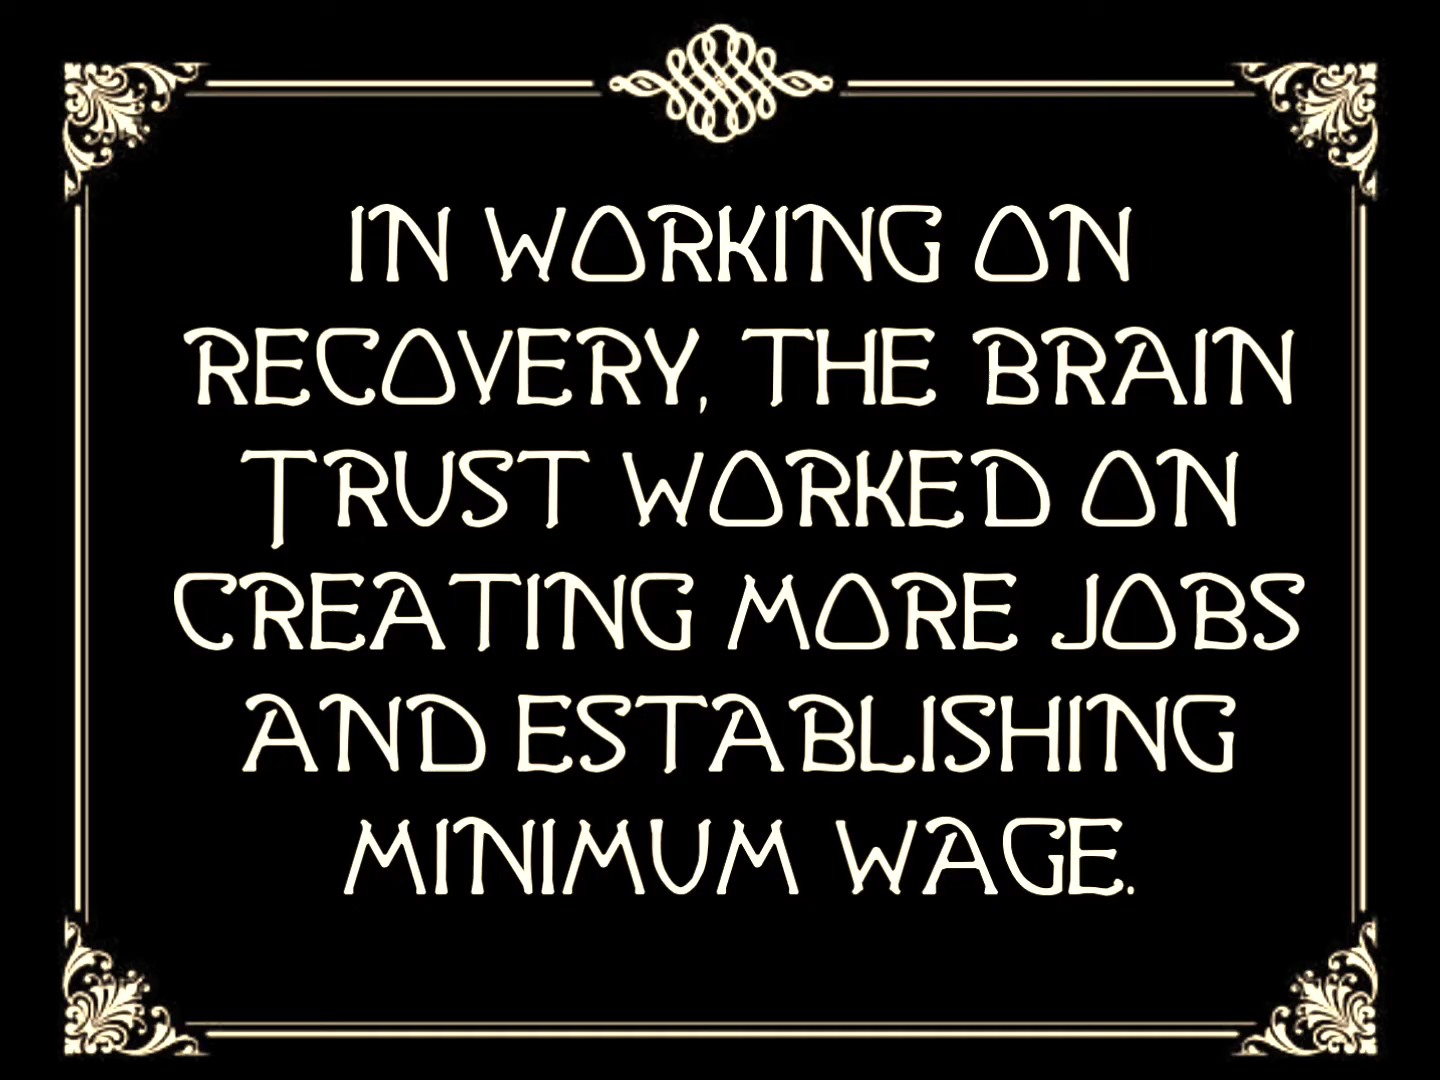 IN WORKING ON
RECOVERY, THE BRAIN
TRUST WORKED ON
CREATING MORE JOBS
AND ESTABLISHING
MINIMUM WAGE.